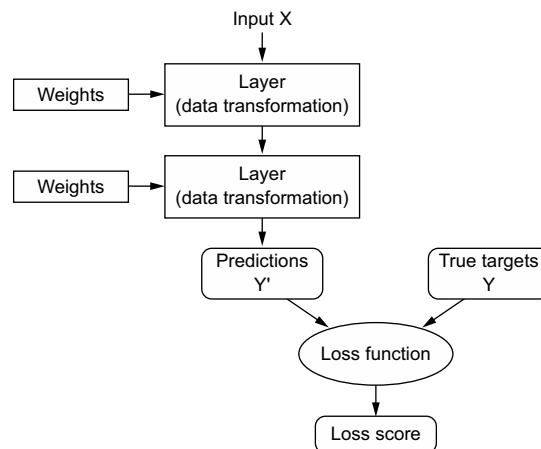 Input X
Weights
Layer
(data transformation)
Weights
Layer
(data transformation)
Predictions
Y'
True targets
Y
Loss function
Loss score